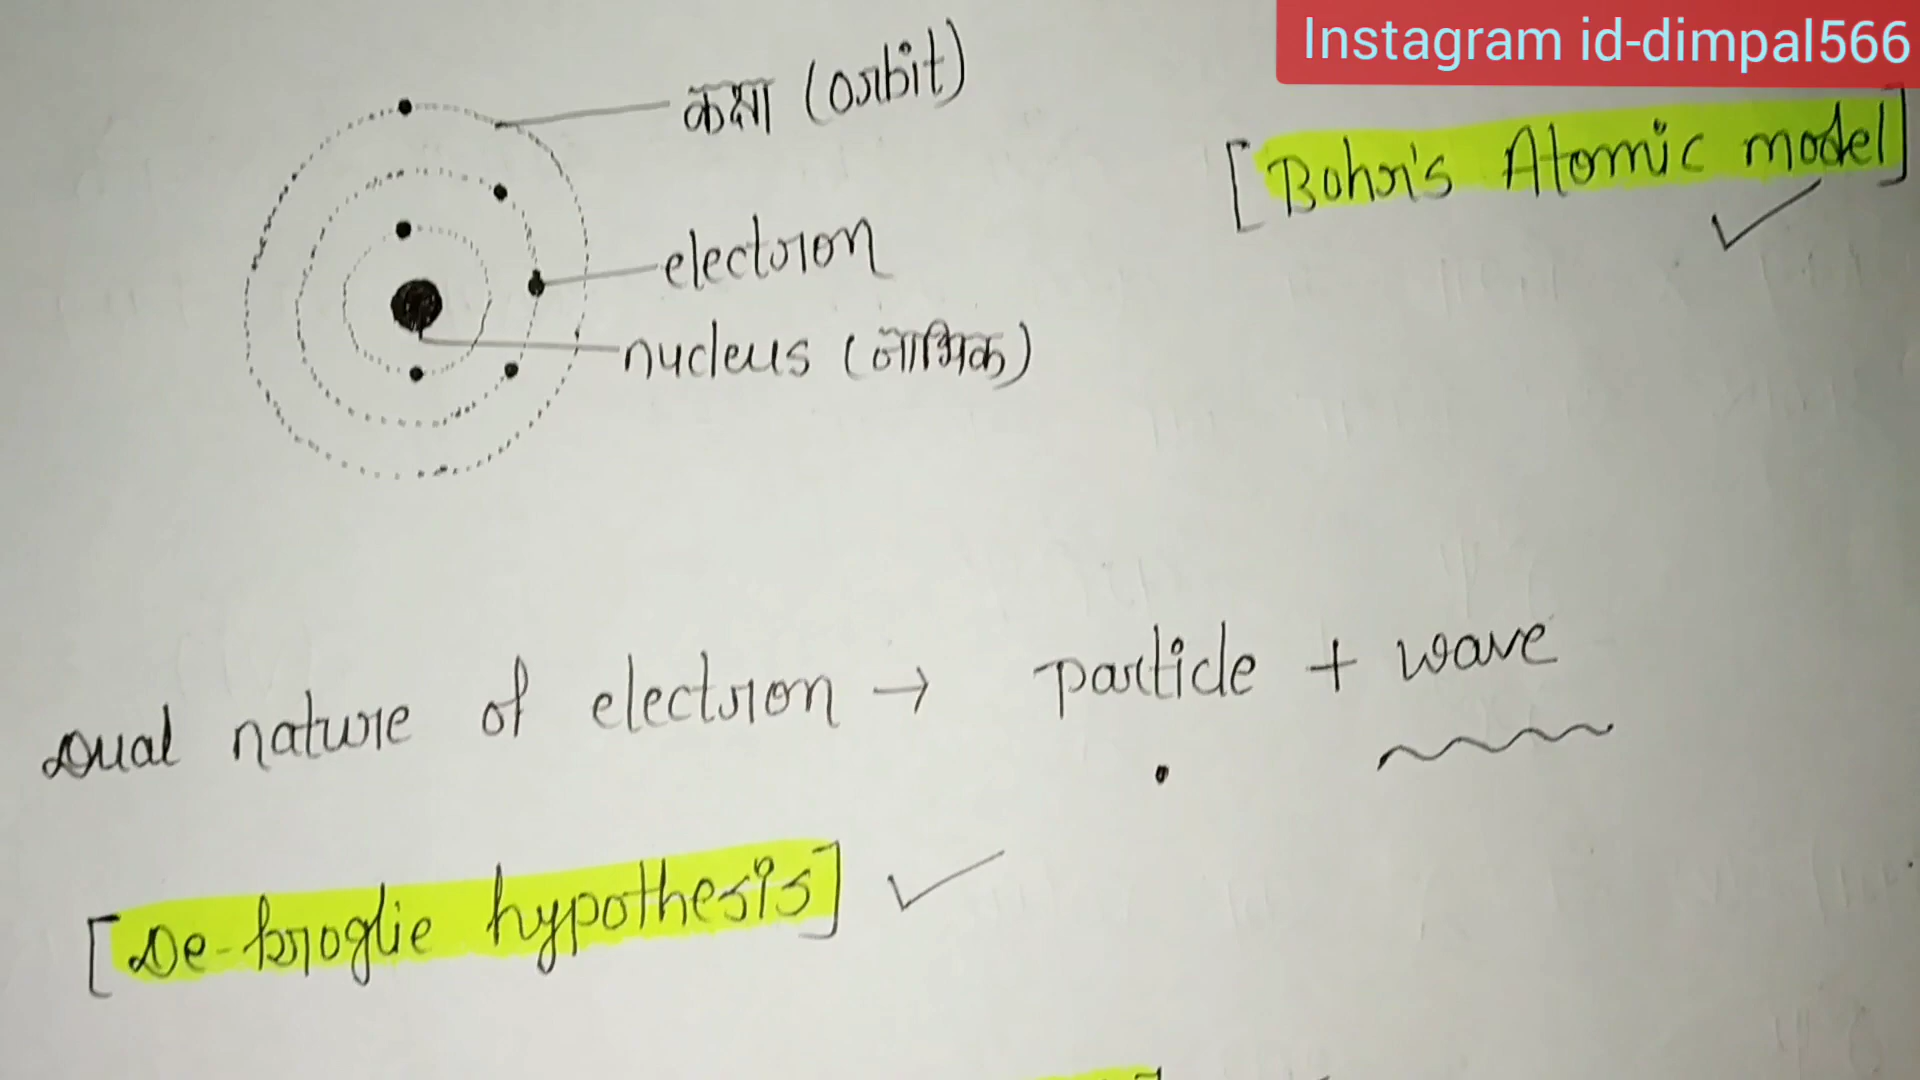 Instagram id-dimpal566
कक्षा (orbit)
[Bohr's Atomic model]
electron
nucleus (नाभिक)
Dual nature of electron → particle + wave
[De-broglie hypothesis]